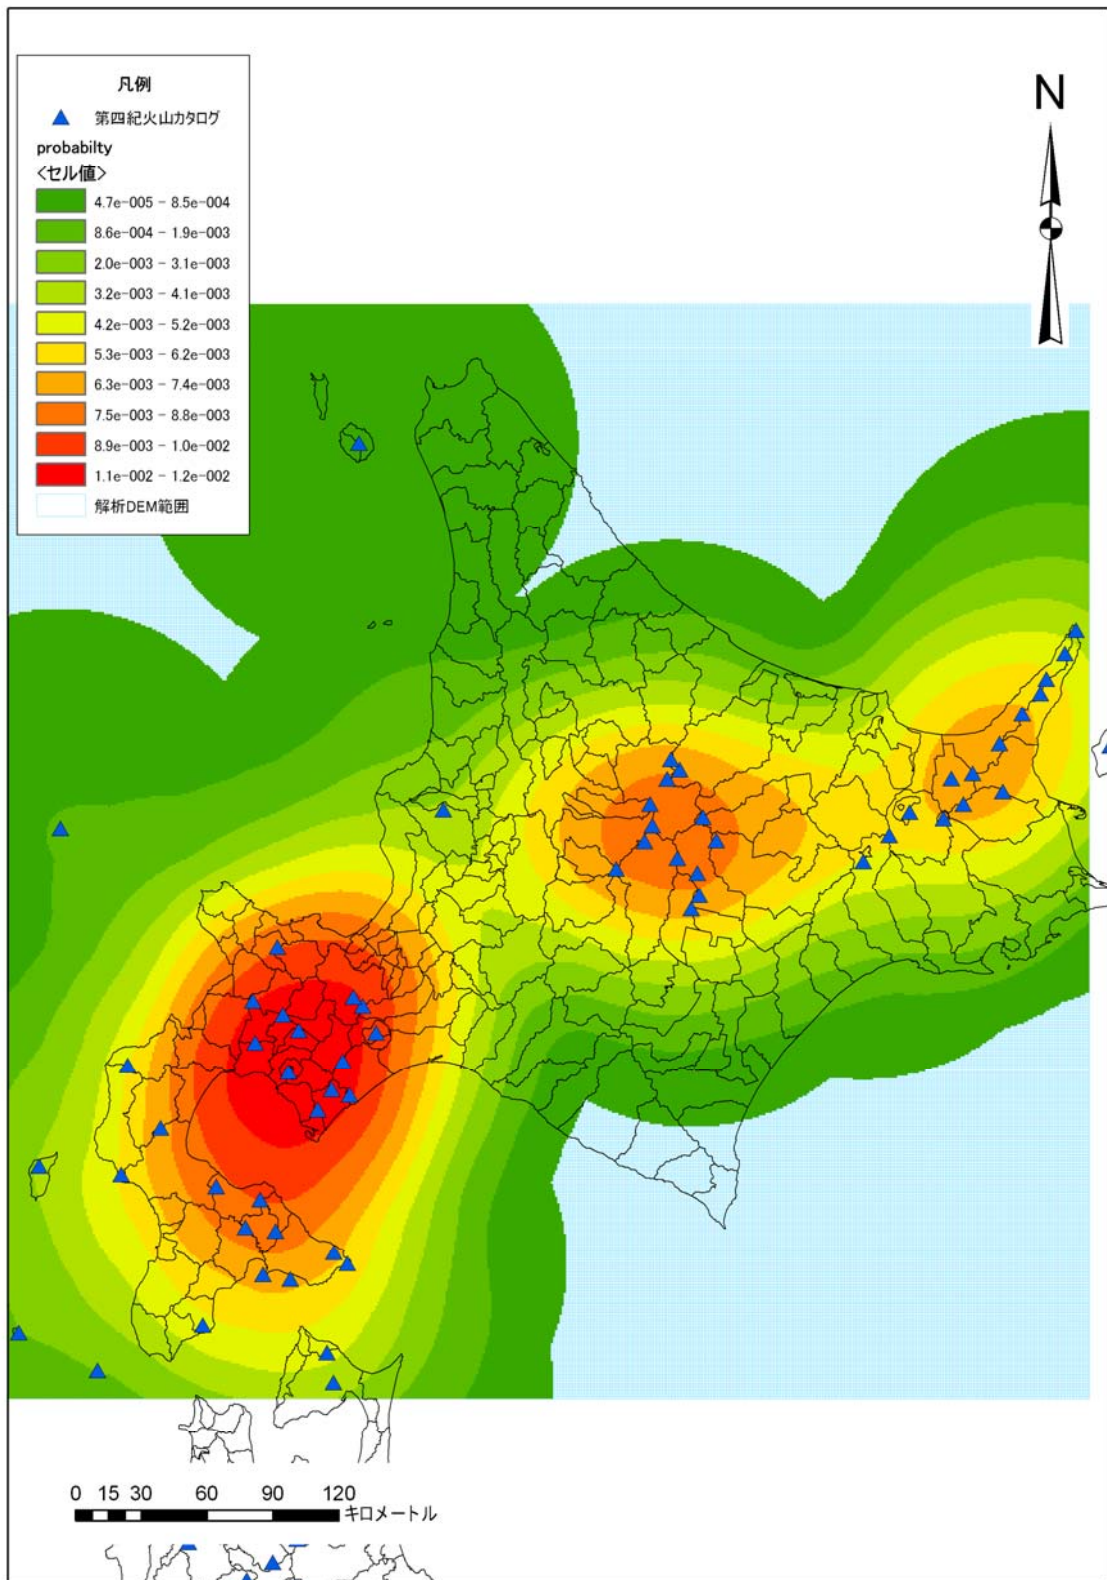 凡例
第四紀火山カタログ
probabilty
<セル値>
4.7e-005 - 8.5e-004
8.6e-004 - 1.9e-003
2.0e-003 - 3.1e-003
3.2e-003 - 4.1e-003
4.2e-003 - 5.2e-003
5.3e-003 - 6.2e-003
6.3e-003 - 7.4e-003
7.5e-003 - 8.8e-003
8.9e-003 - 1.0e-002
1.1e-002 - 1.2e-002
解析DEM範囲
N
0 15 30 60 90 120
キロメートル